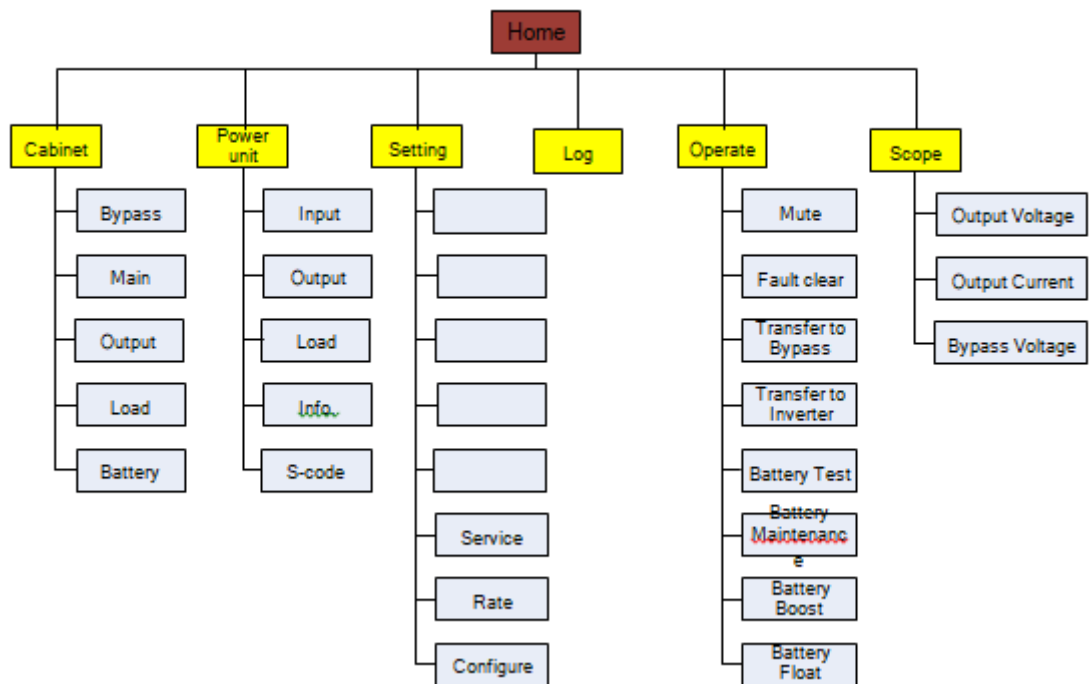 Home
Cabinet
Power
unit
Setting
Log
Operate
Scope
Bypass
Main
Output
Load
Battery
Input
Output
Load
Info.
S-code
Service
Rate
Configure
Mute
Fault clear
Transfer to
Bypass
Transfer to
Inverter
Battery Test
Battery
Maintenanc
e
Battery
Boost
Battery
Float
Output Voltage
Output Current
Bypass Voltage